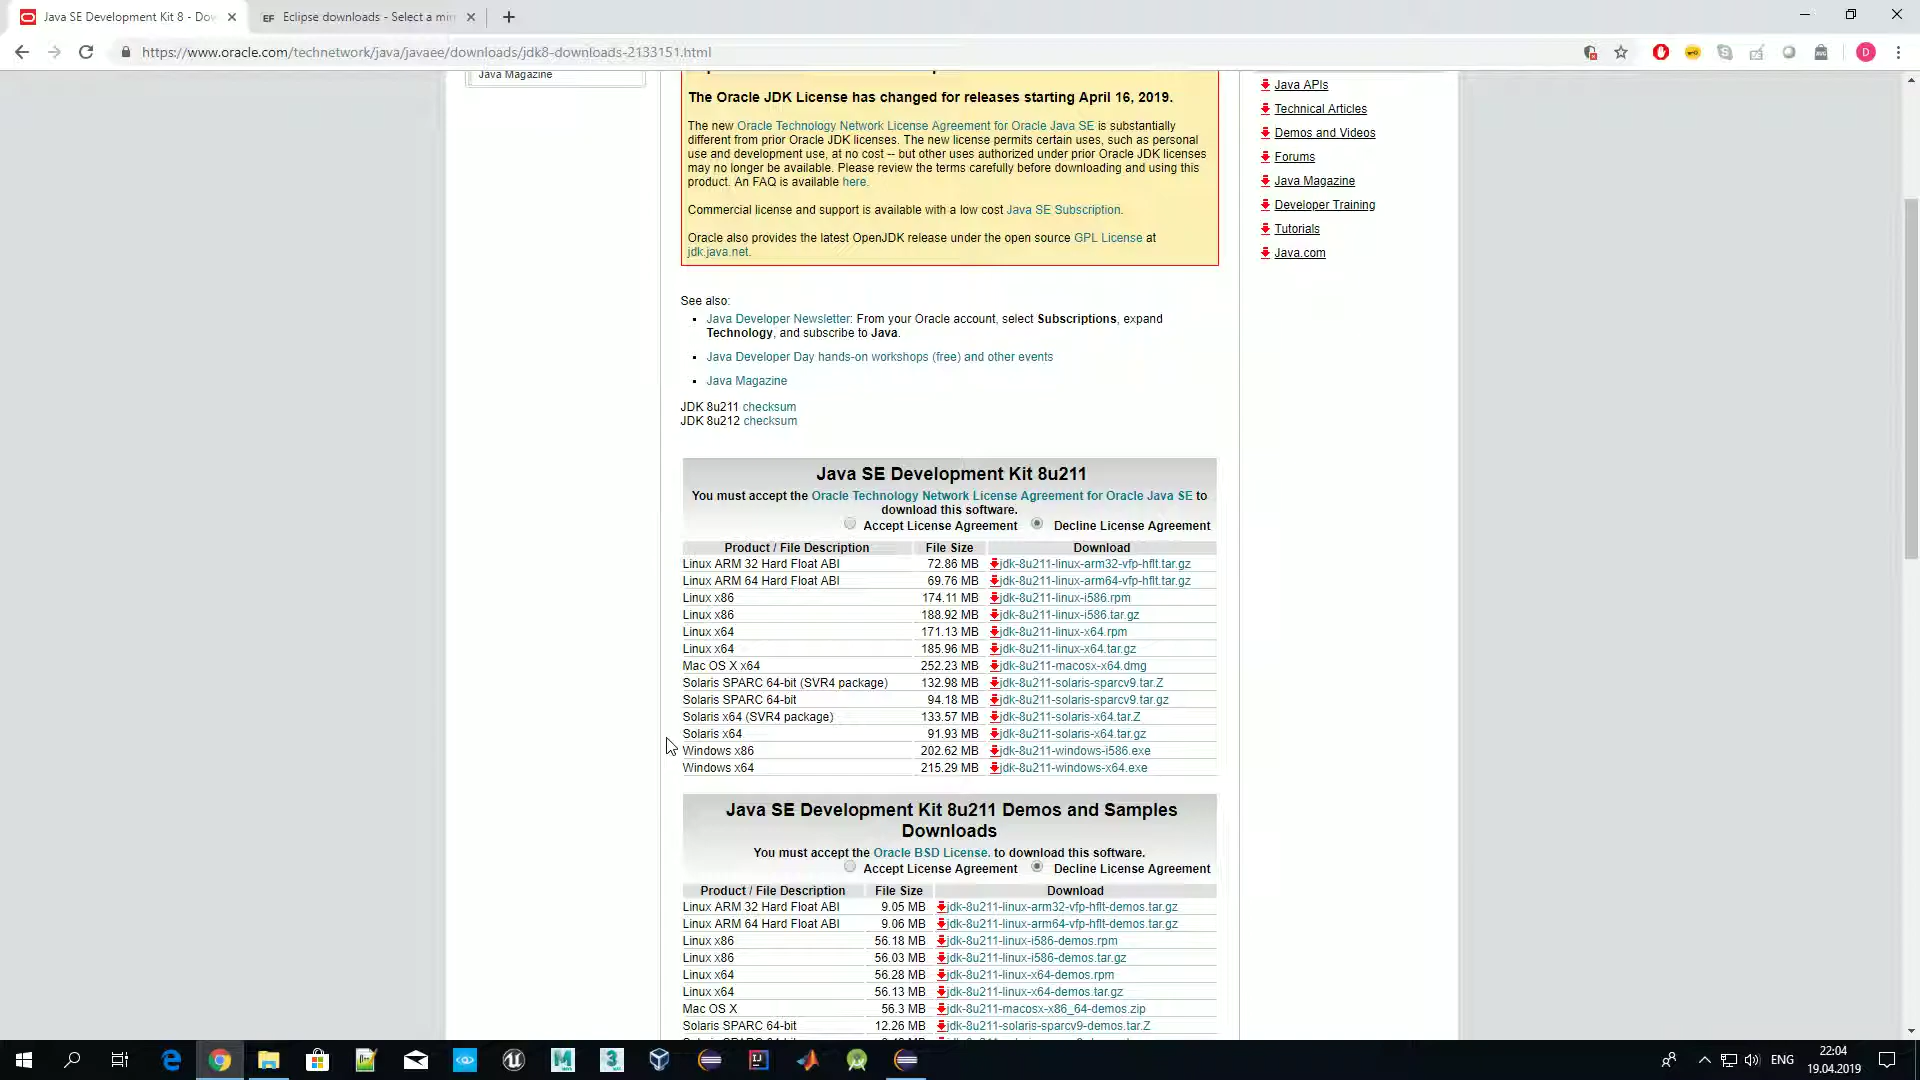 Java SE Development Kit 8 - Dow
EF Eclipse downloads - Select a mirr
https://www.oracle.com/technetwork/java/javaee/downloads/jdk8-downloads-2133151.html
D
Java Magazine
The Oracle JDK License has changed for releases starting April 16, 2019.
The new Oracle Technology Network License Agreement for Oracle Java SE is substantially
different from prior Oracle JDK licenses. The new license permits certain uses, such as personal
use and development use, at no cost -- but other uses authorized under prior Oracle JDK licenses
may no longer be available. Please review the terms carefully before downloading and using this
product. An FAQ is available here.
Commercial license and support is available with a low cost Java SE Subscription.
Oracle also provides the latest OpenJDK release under the open source GPL License at
jdk.java.net.
See also:
Java Developer Newsletter: From your Oracle account, select Subscriptions, expand
Technology, and subscribe to Java.
Java Developer Day hands-on workshops (free) and other events
Java Magazine
JDK 8u211 checksum
JDK 8u212 checksum
Java SE Development Kit 8u211
You must accept the Oracle Technology Network License Agreement for Oracle Java SE to
download this software.
Accept License Agreement Decline License Agreement
Product / File Description File Size Download
Linux ARM 32 Hard Float ABI 72.86 MB jdk-8u211-linux-arm32-vfp-hflt.tar.gz
Linux ARM 64 Hard Float ABI 69.76 MB jdk-8u211-linux-arm64-vfp-hflt.tar.gz
Linux x86 174.11 MB jdk-8u211-linux-i586.rpm
Linux x86 188.92 MB jdk-8u211-linux-i586.tar.gz
Linux x64 171.13 MB jdk-8u211-linux-x64.rpm
Linux x64 185.96 MB jdk-8u211-linux-x64.tar.gz
Mac OS X x64 252.23 MB jdk-8u211-macosx-x64.dmg
Solaris SPARC 64-bit (SVR4 package) 132.98 MB jdk-8u211-solaris-sparcv9.tar.Z
Solaris SPARC 64-bit 94.18 MB jdk-8u211-solaris-sparcv9.tar.gz
Solaris x64 (SVR4 package) 133.57 MB jdk-8u211-solaris-x64.tar.Z
Solaris x64 91.93 MB jdk-8u211-solaris-x64.tar.gz
Windows x86 202.62 MB jdk-8u211-windows-i586.exe
Windows x64 215.29 MB jdk-8u211-windows-x64.exe
Java SE Development Kit 8u211 Demos and Samples
Downloads
You must accept the Oracle BSD License. to download this software.
Accept License Agreement Decline License Agreement
Product / File Description File Size Download
Linux ARM 32 Hard Float ABI 9.05 MB jdk-8u211-linux-arm32-vfp-hflt-demos.tar.gz
Linux ARM 64 Hard Float ABI 9.06 MB jdk-8u211-linux-arm64-vfp-hflt-demos.tar.gz
Linux x86 56.18 MB jdk-8u211-linux-i586-demos.rpm
Linux x86 56.03 MB jdk-8u211-linux-i586-demos.tar.gz
Linux x64 56.28 MB jdk-8u211-linux-x64-demos.rpm
Linux x64 56.13 MB jdk-8u211-linux-x64-demos.tar.gz
Mac OS X 56.3 MB jdk-8u211-macosx-x86_64-demos.zip
Solaris SPARC 64-bit 12.26 MB jdk-8u211-solaris-sparcv9-demos.tar.Z
Java APIs
Technical Articles
Demos and Videos
Forums
Java Magazine
Developer Training
Tutorials
Java.com
ENG
22:04
19.04.2019